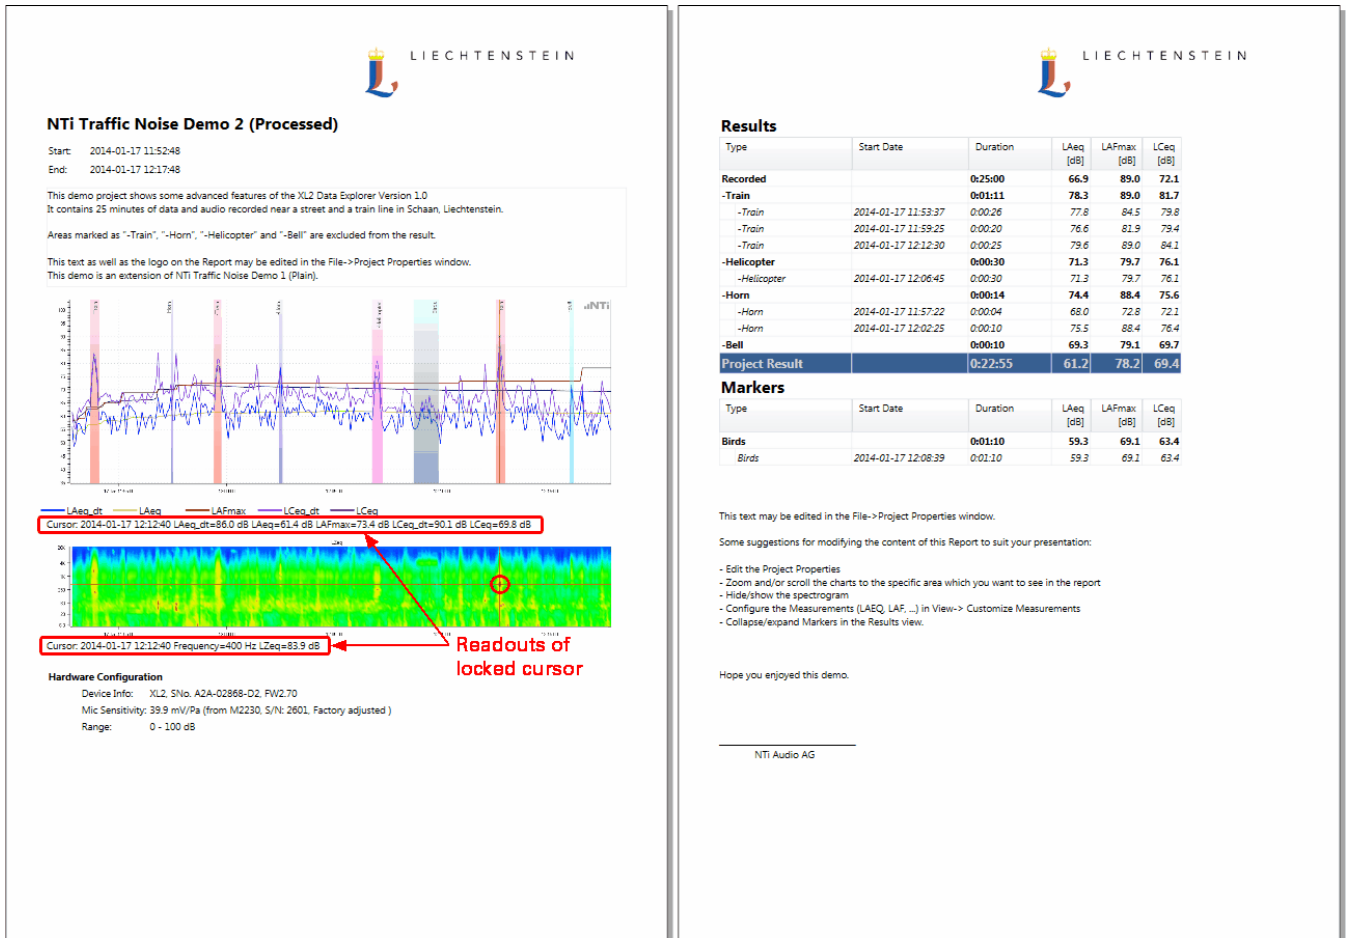 LIECHTENSTEIN
NTi Traffic Noise Demo 2 (Processed)
Start: 2014-01-17 11:52:48
End: 2014-01-17 12:17:48
This demo project shows some advanced features of the XL2 Data Explorer Version 1.0
It contains 25 minutes of data and audio recorded near a street and a train line in Schaan, Liechtenstein.
Areas marked as "-Train", "-Horn", "-Helicopter" and "-Bell" are excluded from the result.
This text as well as the logo on the Report may be edited in the File->Project Properties window.
This demo is an extension of NTi Traffic Noise Demo 1 (Plain).
NTi
LAeq_dt LAeq LAFmax LCeq_dt LCeq
Cursor: 2014-01-17 12:12:40 LAeq_dt=86.0 dB LAeq=61.4 dB LAFmax=73.4 dB LCeq_dt=90.1 dB LCeq=69.8 dB
Cursor: 2014-01-17 12:12:40 Frequency=400 Hz LZeq=83.9 dB
Readouts of
locked cursor
Hardware Configuration
Device Info: XL2, SNo. A2A-02868-D2, FW2.70
Mic Sensitivity: 39.9 mV/Pa (from M2230, S/N: 2601, Factory adjusted )
Range: 0 - 100 dB
LIECHTENSTEIN
Results
Type Start Date Duration LAeq LAFmax LCeq
[dB] [dB] [dB]
Recorded 0:25:00 66.9 89.0 72.1
-Train 0:01:11 78.3 89.0 81.7
-Train 2014-01-17 11:53:37 0:00:26 77.8 84.5 79.8
-Train 2014-01-17 11:59:25 0:00:20 76.6 81.9 79.4
-Train 2014-01-17 12:12:30 0:00:25 79.6 89.0 84.1
-Helicopter 0:00:30 71.3 79.7 76.1
-Helicopter 2014-01-17 12:06:45 0:00:30 71.3 79.7 76.1
-Horn 0:00:14 74.4 88.4 75.6
-Horn 2014-01-17 11:57:22 0:00:04 68.0 72.8 72.1
-Horn 2014-01-17 12:02:25 0:00:10 75.5 88.4 76.4
-Bell 0:00:10 69.3 79.1 69.7
Project Result 0:22:55 61.2 78.2 69.4
Markers
Type Start Date Duration LAeq LAFmax LCeq
[dB] [dB] [dB]
Birds 0:01:10 59.3 69.1 63.4
Birds 2014-01-17 12:08:39 0:01:10 59.3 69.1 63.4
This text may be edited in the File->Project Properties window.
Some suggestions for modifying the content of this Report to suit your presentation:
- Edit the Project Properties
- Zoom and/or scroll the charts to the specific area which you want to see in the report
- Hide/show the spectrogram
- Configure the Measurements (LAEQ, LAF, ...) in View-> Customize Measurements
- Collapse/expand Markers in the Results view.
Hope you enjoyed this demo.
NTi Audio AG